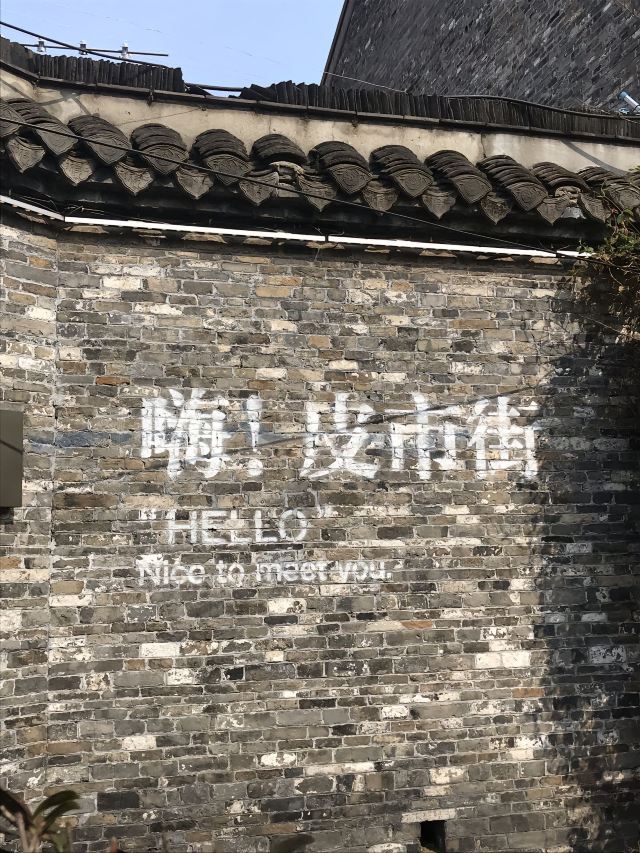 嗨！皮市街
"HELLO"
Nice to meet you.